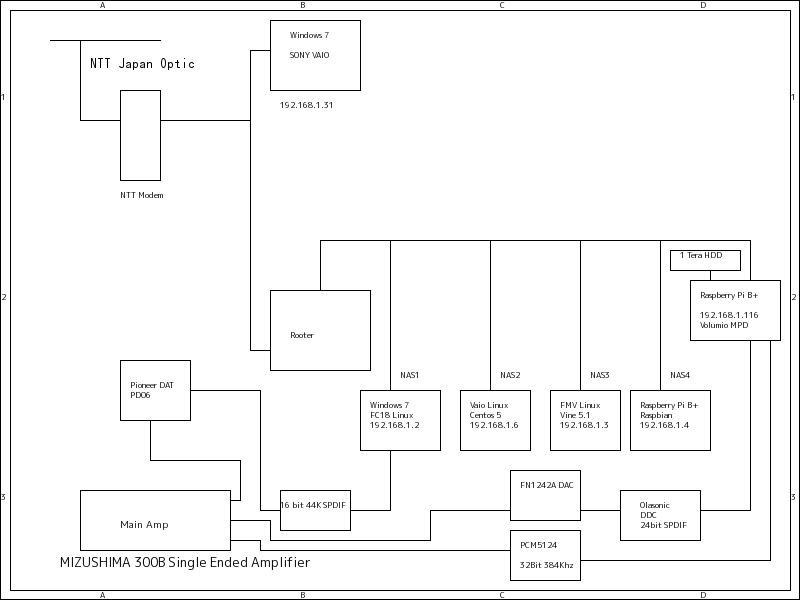 A B C D
Windows 7
SONY VAIO
NTT Japan Optic
1 1
192.168.1.31
NTT Modem
1 Tera HDD
2 2
Raspberry Pi B+
192.168.1.116
Volumio MPD
Rooter
NAS1 NAS2 NAS3 NAS4
Pioneer DAT
PD06
Windows 7
FC18 Linux
192.168.1.2
Vaio Linux
Centos 5
192.168.1.6
FMV Linux
Vine 5.1
192.168.1.3
Raspberry Pi B+
Raspbian
192.168.1.4
3 3
16 bit 44K SPDIF
FN1242A DAC
Olasonic
DDC
24bit SPDIF
Main Amp
PCM5124
32Bit 384Khz
MIZUSHIMA 300B Single Ended Amplifier
A B C D